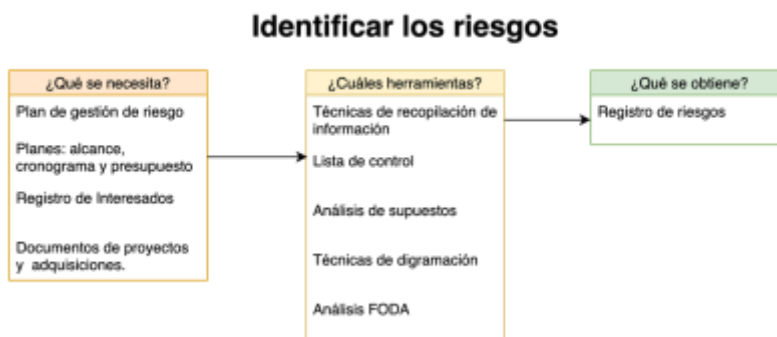 Identificar los riesgos
¿Qué se necesita?
Plan de gestión de riesgo
Planes: alcance,
cronograma y presupuesto
Registro de Interesados
Documentos de proyectos
y adquisiciones.
¿Cuáles herramientas?
Técnicas de recopilación de
información
Lista de control
Análisis de supuestos
Técnicas de digramación
Análisis FODA
¿Qué se obtiene?
Registro de riesgos